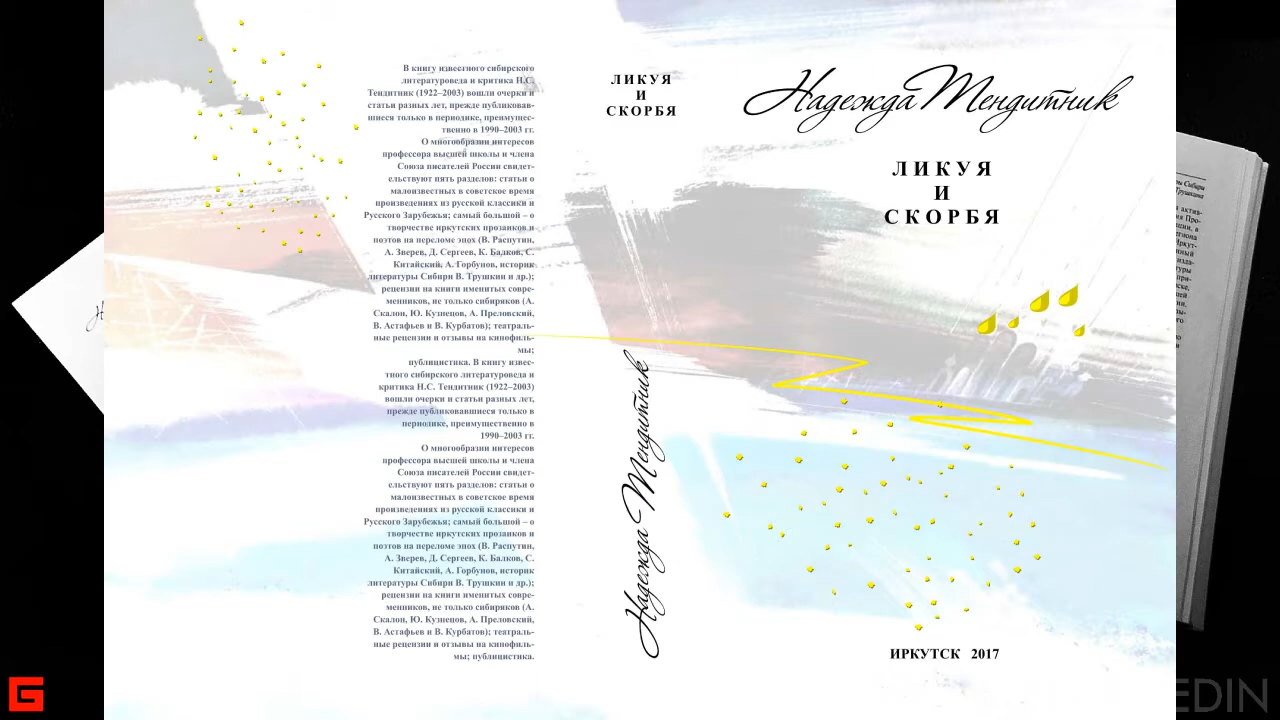 В книгу известного сибирского
литературоведа и критика Н.С.
Тендитник (1922–2003) вошли очерки и
статьи разных лет, прежде публиковав-
шиеся только в периодике, преимущес-
твенно в 1990–2003 гг.
О многообразии интересов
профессора высшей школы и члена
Союза писателей России свидет-
ельствуют пять разделов: статьи о
малоизвестных в советское время
произведениях из русской классики и
Русского Зарубежья; самый большой – о
творчестве иркутских прозаиков и
поэтов на переломе эпох (В. Распутин,
А. Зверев, Д. Сергеев, К. Балков, С.
Китайский, А. Горбунов, историк
литературы Сибири В. Трушкин и др.);
рецензии на книги именитых совре-
менников, не только сибиряков (А.
Скалон, Ю. Кузнецов, А. Преловский,
В. Астафьев и В. Курбатов); театраль-
ные рецензии и отзывы на кинофиль-
мы;
публицистика. В книгу извес-
тного сибирского литературоведа и
критика Н.С. Тендитник (1922–2003)
вошли очерки и статьи разных лет,
прежде публиковавшиеся только в
периодике, преимущественно в
1990–2003 гг.
О многообразии интересов
профессора высшей школы и члена
Союза писателей России свидет-
ельствуют пять разделов: статьи о
малоизвестных в советское время
произведениях из русской классики и
Русского Зарубежья; самый большой – о
творчестве иркутских прозаиков и
поэтов на переломе эпох (В. Распутин,
А. Зверев, Д. Сергеев, К. Балков, С.
Китайский, А. Горбунов, историк
литературы Сибири В. Трушкин и др.);
рецензии на книги именитых совре-
менников, не только сибиряков (А.
Скалон, Ю. Кузнецов, А. Преловский,
В. Астафьев и В. Курбатов); театраль-
ные рецензии и отзывы на кинофиль-
мы; публицистика.
ЛИКУЯ
И
СКОРБЯ
Надежда Тендитник
Надежда Тендитник
ЛИКУЯ
И
СКОРБЯ
ИРКУТСК 2017
G
EDIN